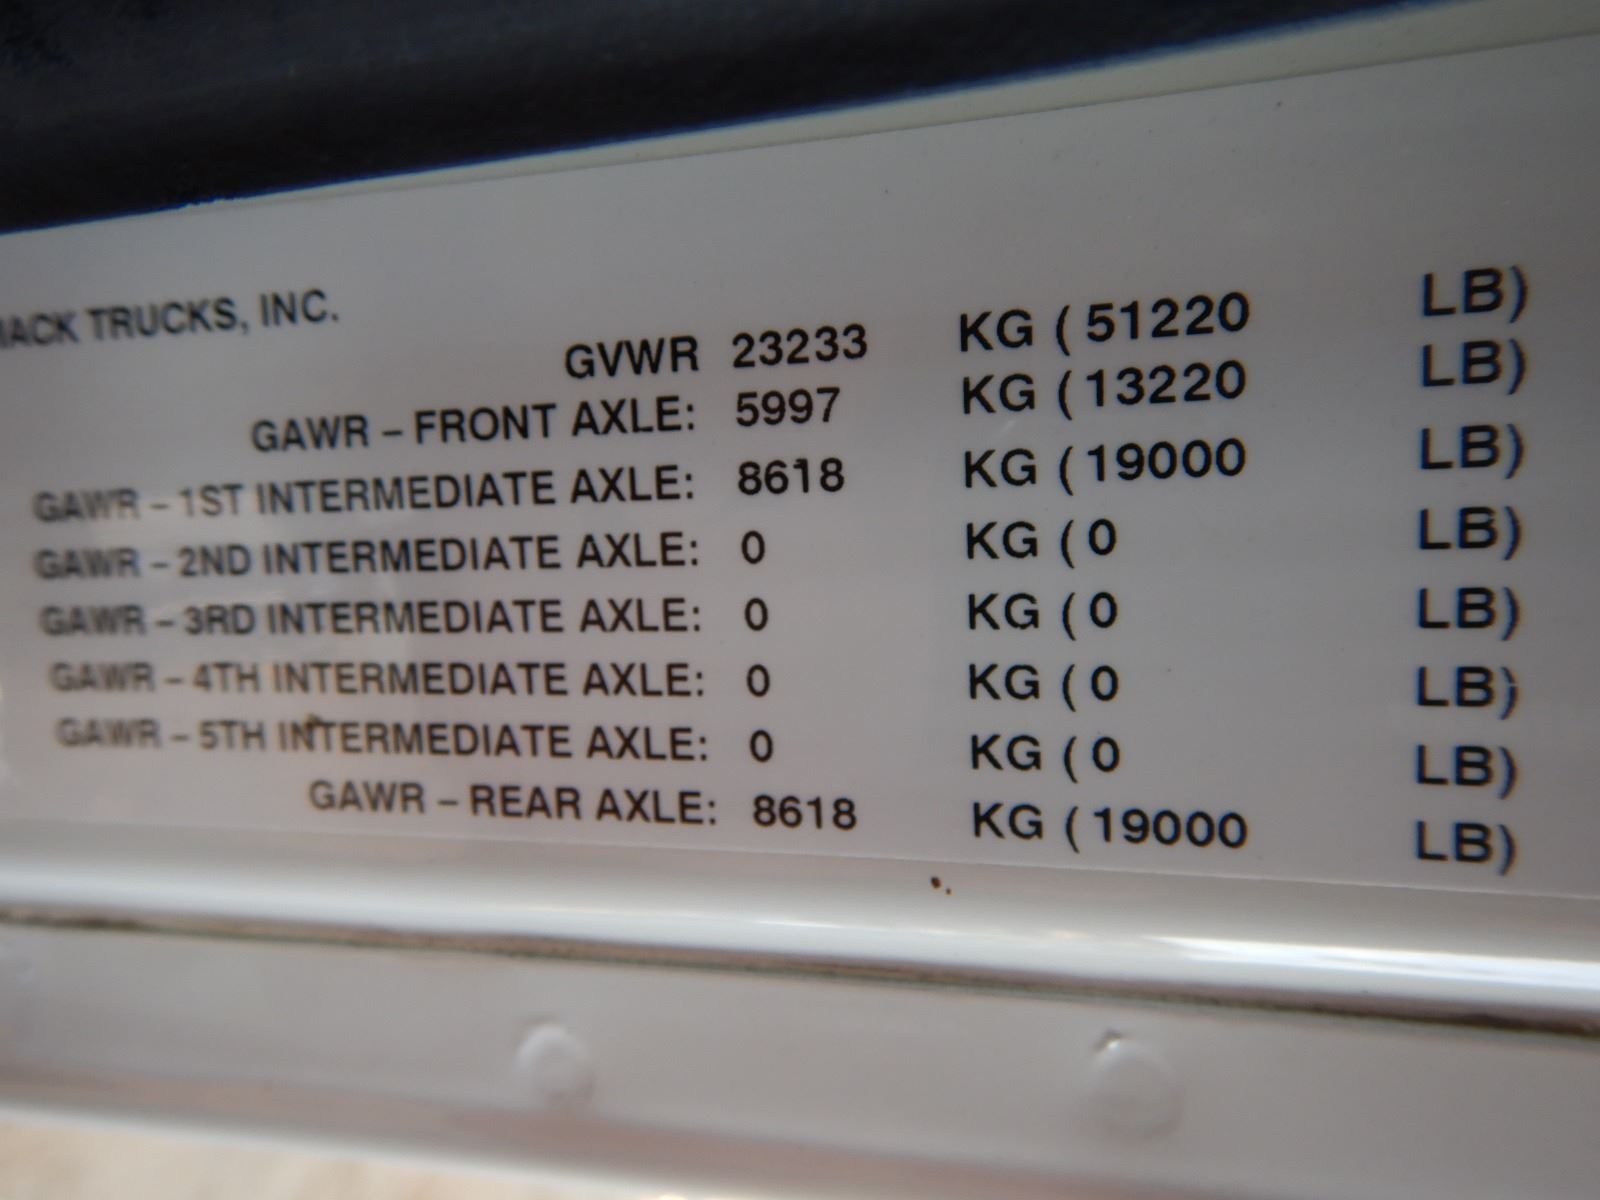 MACK TRUCKS, INC.
GVWR 23233 KG ( 51220 LB)
GAWR – FRONT AXLE: 5997 KG ( 13220 LB)
GAWR – 1ST INTERMEDIATE AXLE: 8618 KG ( 19000 LB)
GAWR – 2ND INTERMEDIATE AXLE: 0 KG ( 0 LB)
GAWR – 3RD INTERMEDIATE AXLE: 0 KG ( 0 LB)
GAWR – 4TH INTERMEDIATE AXLE: 0 KG ( 0 LB)
GAWR – 5TH INTERMEDIATE AXLE: 0 KG ( 0 LB)
GAWR – REAR AXLE: 8618 KG ( 19000 LB)